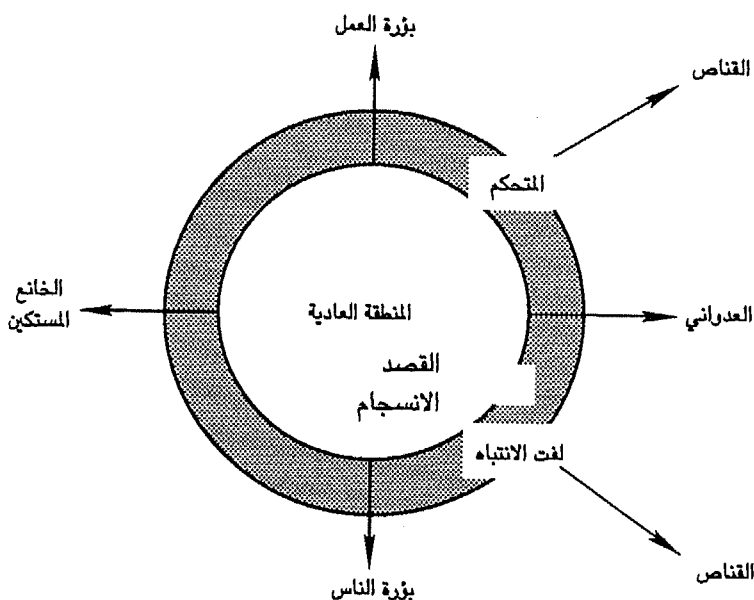 بؤرة العمل
القناص
المتحكم
العدواني
المنطقة العادية
الخانع
المستكين
القصد
الانسجام
لفت الانتباه
القناص
بؤرة الناس